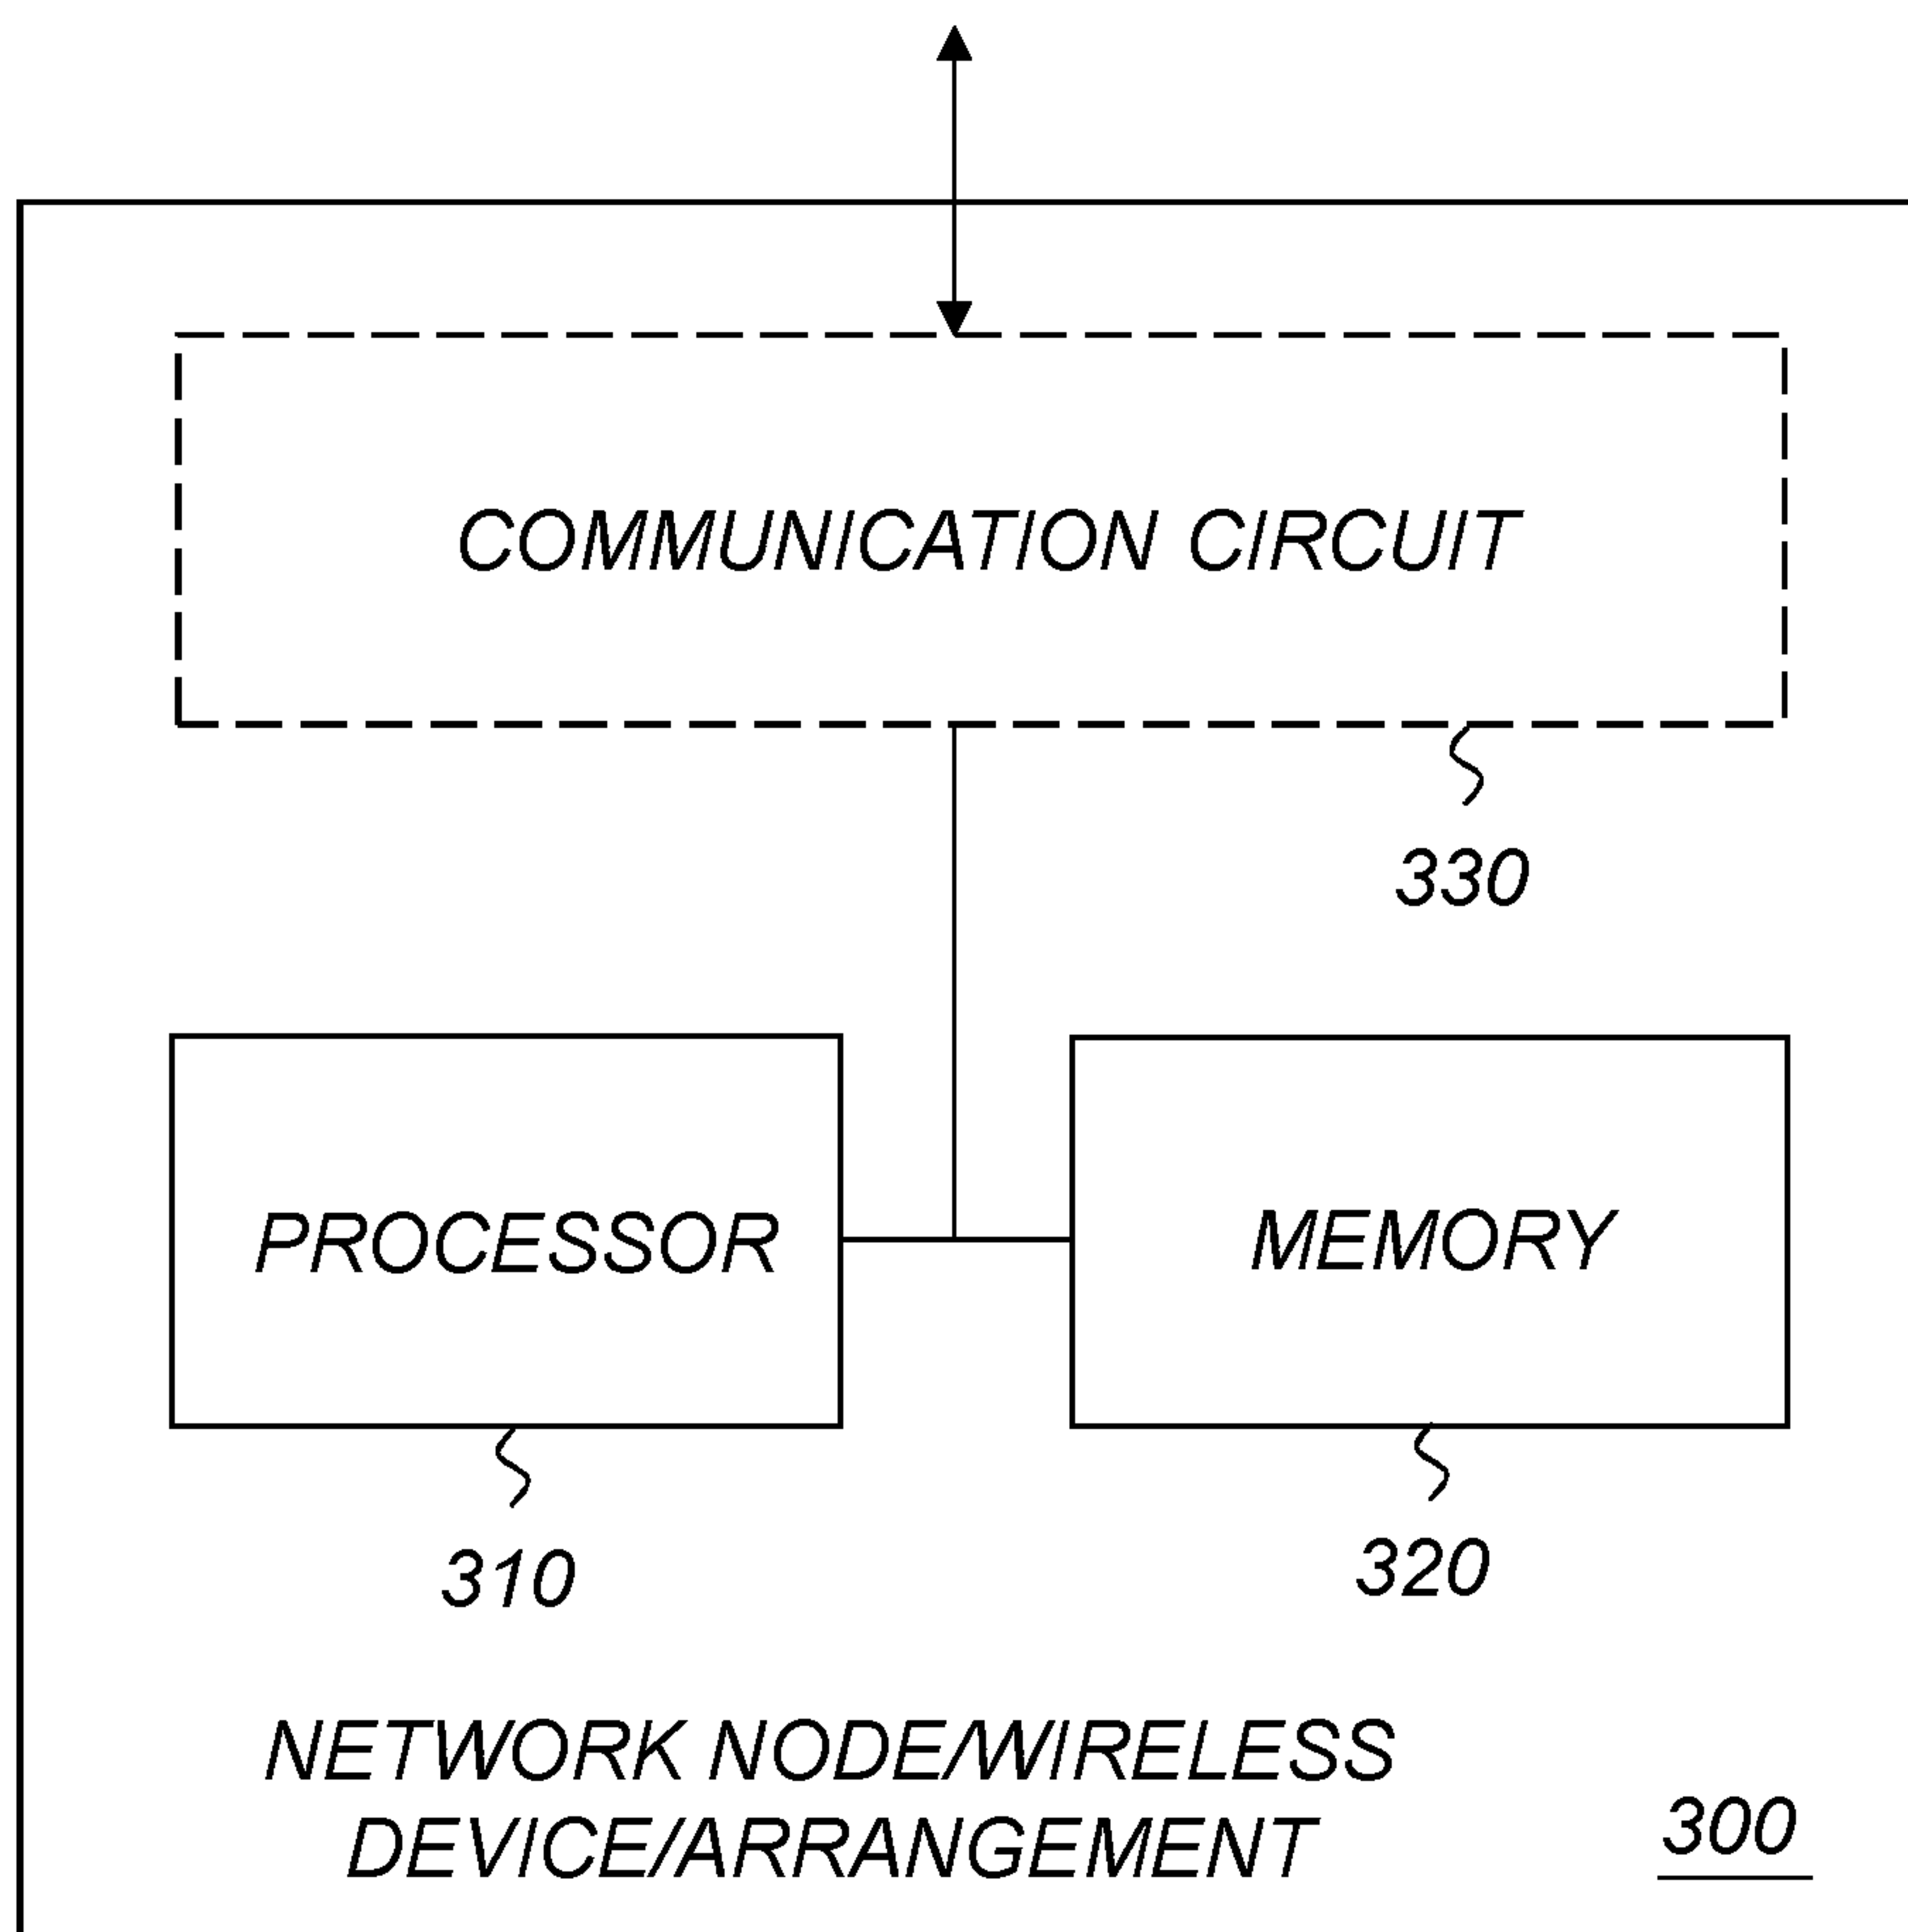 COMMUNICATION CIRCUIT
330
PROCESSOR
MEMORY
310
320
NETWORK NODE/WIRELESS
DEVICE/ARRANGEMENT
300